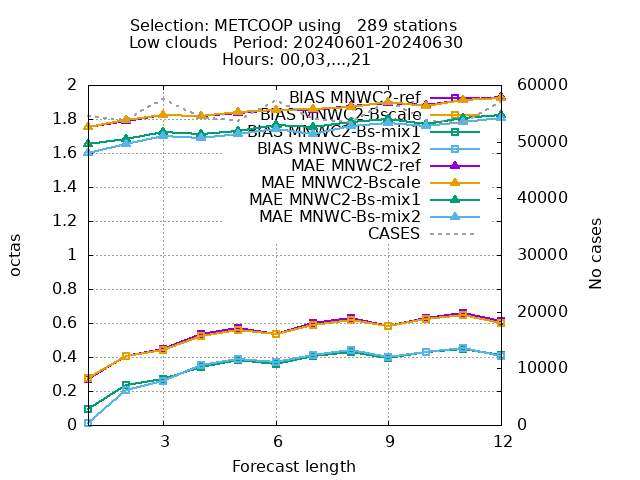 Selection: METCOOP using   289 stations
Low clouds   Period: 20240601-20240630
Hours: 00,03,...,21
2
1.8
1.6
1.4
1.2
1
0.8
0.6
0.4
0.2
0
60000
50000
40000
30000
20000
10000
0
BIAS MNWC2-ref
BIAS MNWC2-Bscale
BIAS MNWC2-Bs-mix1
BIAS MNWC-Bs-mix2
MAE MNWC2-ref
MAE MNWC2-Bscale
MAE MNWC2-Bs-mix1
MAE MNWC-Bs-mix2
CASES
octas
No cases
3
6
9
12
Forecast length